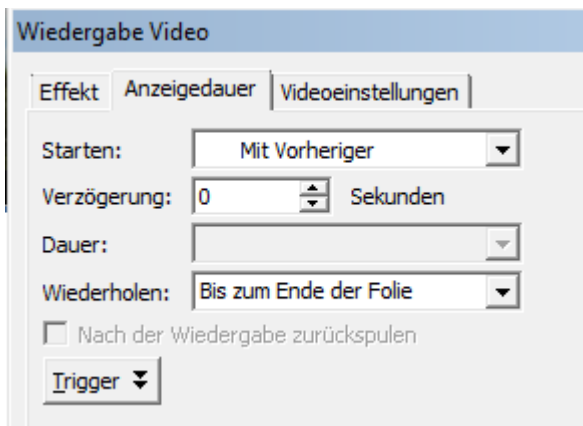 Wiedergabe Video
Effekt Anzeigedauer Videoeinstellungen
Starten: Mit Vorheriger
Verzögerung: 0 Sekunden
Dauer:
Wiederholen: Bis zum Ende der Folie
Nach der Wiedergabe zurückspulen
Trigger